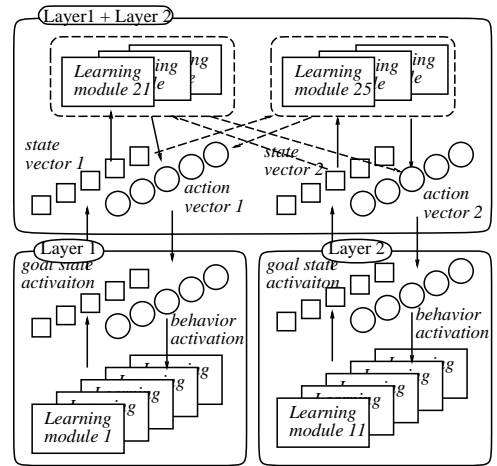 Layer1 + Layer 2
Learning
module 21
Learning
module 25
state
vector 1
action
vector 1
state
vector 2
action
vector 2
Layer 1
goal state
activaiton
behavior
activation
Learning
module 1
Layer 2
goal state
activaiton
behavior
activation
Learning
module 11